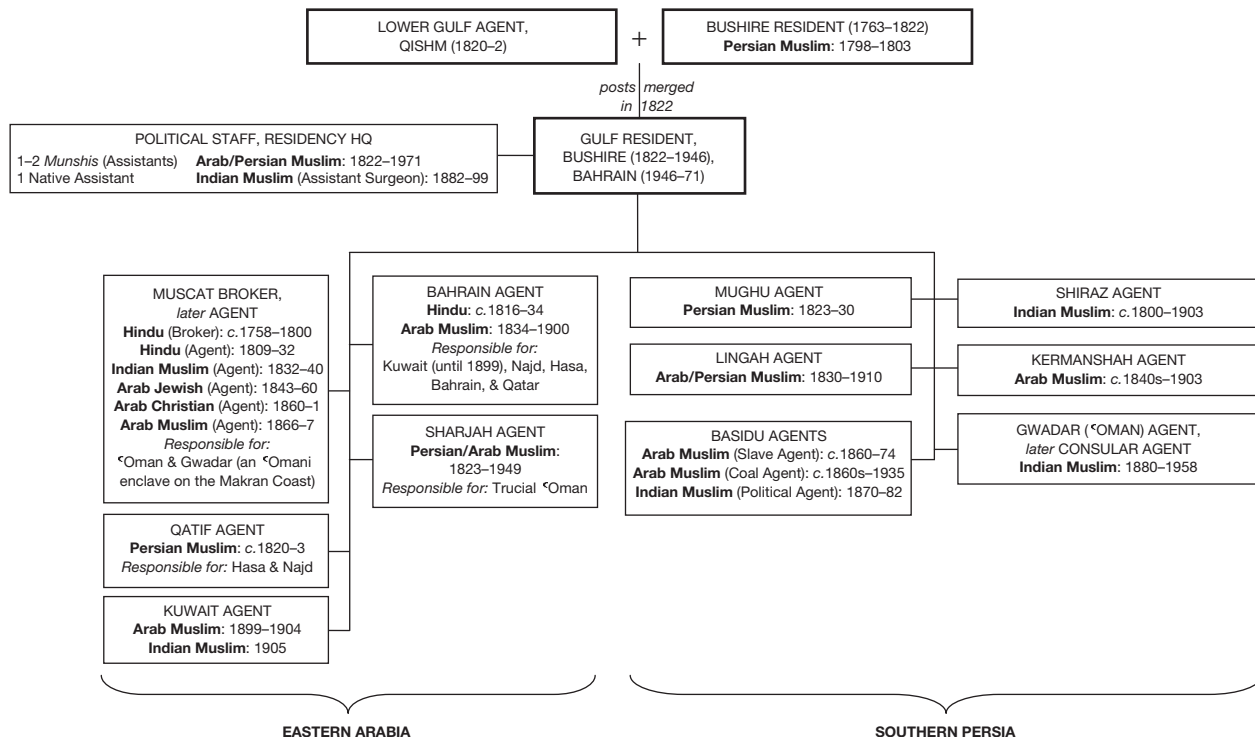 LOWER GULF AGENT,
QISHM (1820–2)
+
BUSHIRE RESIDENT (1763–1822)
Persian Muslim: 1798–1803
posts merged
in 1822
POLITICAL STAFF, RESIDENCY HQ
1–2 Munshis (Assistants) Arab/Persian Muslim: 1822–1971
1 Native Assistant Indian Muslim (Assistant Surgeon): 1882–99
GULF RESIDENT,
BUSHIRE (1822–1946),
BAHRAIN (1946–71)
MUSCAT BROKER,
later AGENT
Hindu (Broker): c.1758–1800
Hindu (Agent): 1809–32
Indian Muslim (Agent): 1832–40
Arab Jewish (Agent): 1843–60
Arab Christian (Agent): 1860–1
Arab Muslim (Agent): 1866–7
Responsible for:
ʿOman & Gwadar (an ʿOmani
enclave on the Makran Coast)
QATIF AGENT
Persian Muslim: c.1820–3
Responsible for: Hasa & Najd
KUWAIT AGENT
Arab Muslim: 1899–1904
Indian Muslim: 1905
BAHRAIN AGENT
Hindu: c.1816–34
Arab Muslim: 1834–1900
Responsible for:
Kuwait (until 1899), Najd, Hasa,
Bahrain, & Qatar
SHARJAH AGENT
Persian/Arab Muslim:
1823–1949
Responsible for: Trucial ʿOman
MUGHU AGENT
Persian Muslim: 1823–30
LINGAH AGENT
Arab/Persian Muslim: 1830–1910
BASIDU AGENTS
Arab Muslim (Slave Agent): c.1860–74
Arab Muslim (Coal Agent): c.1860s–1935
Indian Muslim (Political Agent): 1870–82
SHIRAZ AGENT
Indian Muslim: c.1800–1903
KERMANSHAH AGENT
Arab Muslim: c.1840s–1903
GWADAR (ʿOMAN) AGENT,
later CONSULAR AGENT
Indian Muslim: 1880–1958
EASTERN ARABIA
SOUTHERN PERSIA